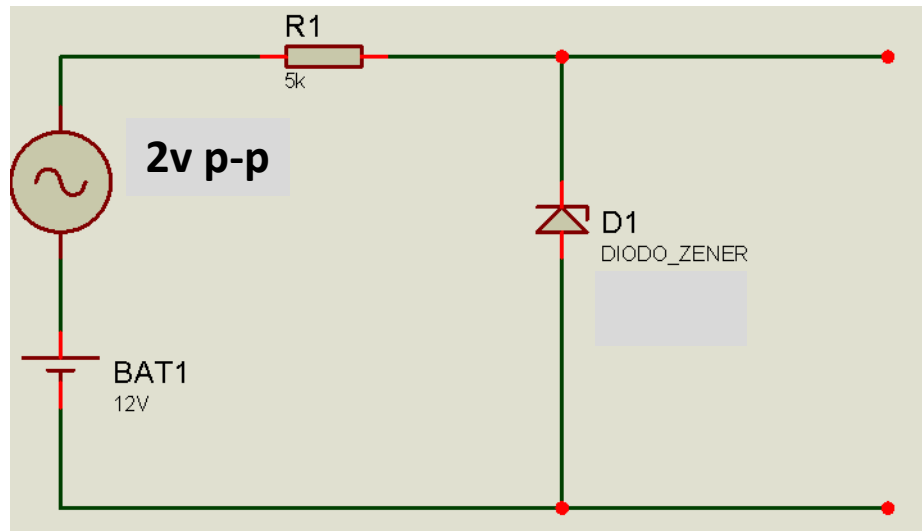 R1
5k
2v p-p
D1
DIODO_ZENER
BAT1
12V